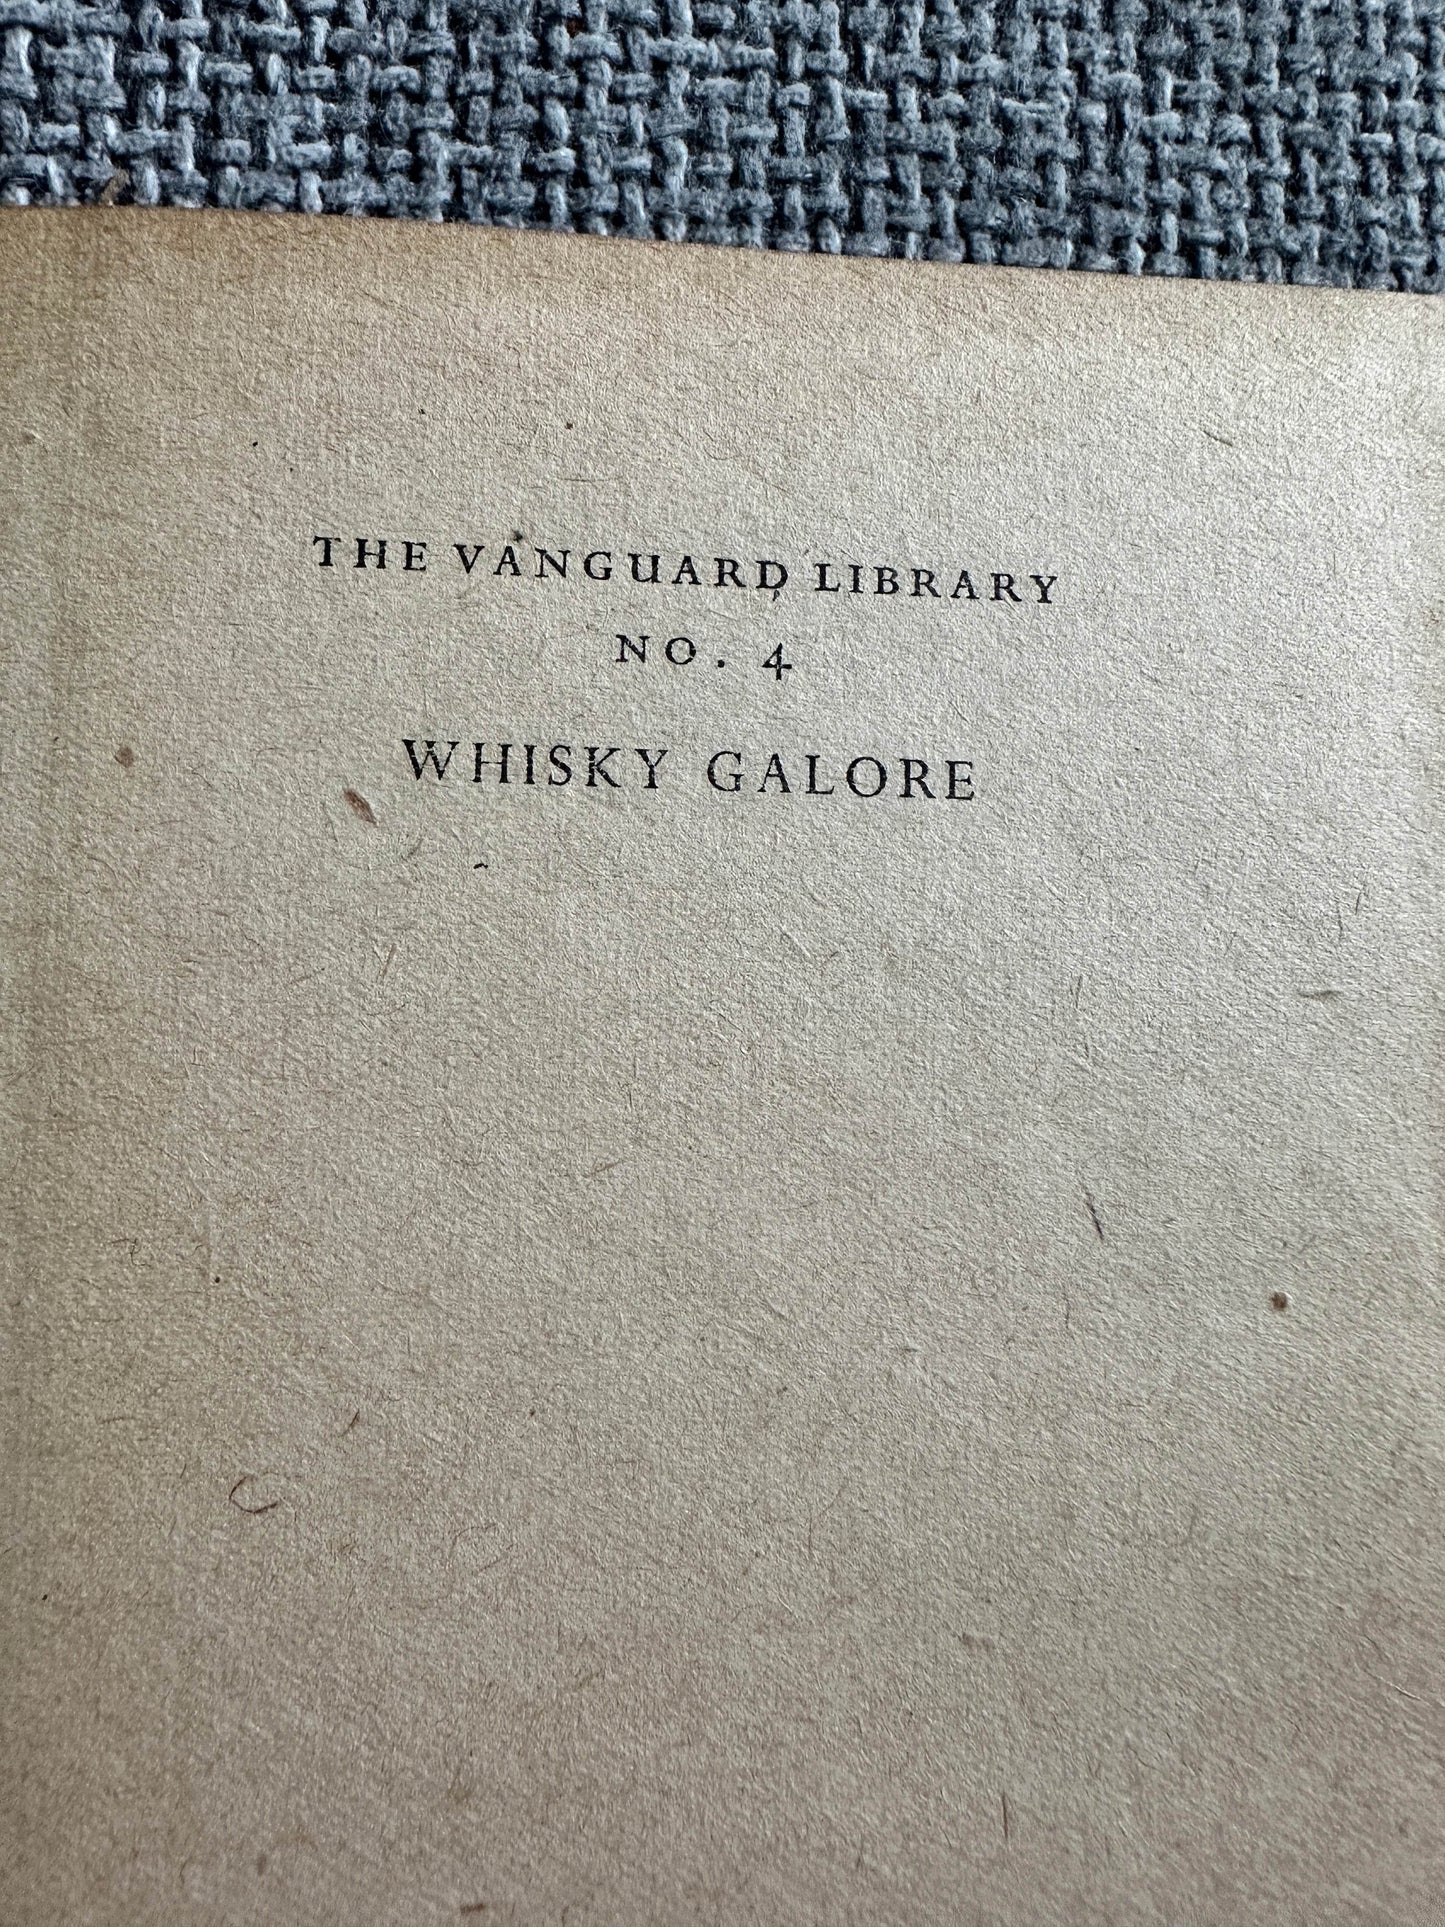 THE VANGUARD LIBRARY
NO. 4
WHISKY GALORE